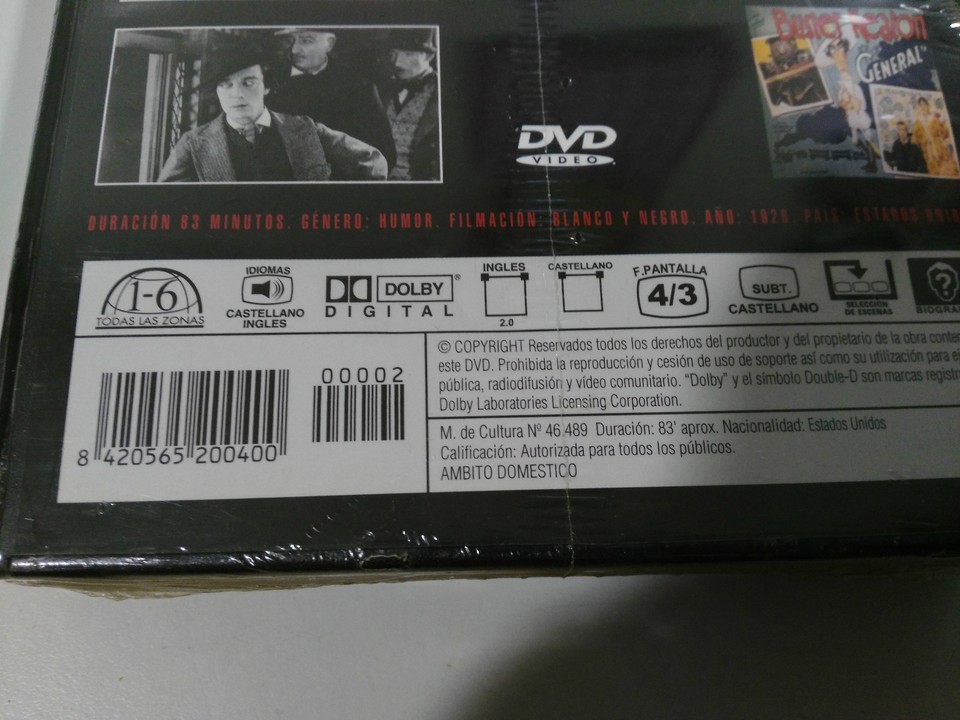 Buster Keaton
"GENERAL"
DVD
VIDEO
DURACIÓN 83 MINUTOS. GÉNERO: HUMOR. FILMACIÓN: BLANCO Y NEGRO. AÑO: 1926 PAIS. ESTADOS UNID
1-6
TODAS LAS ZONAS
IDIOMAS
CASTELLANO
INGLES
DOLBY
DIGITAL
INGLES
2.0
CASTELLANO
F.PANTALLA
4/3
SUBT.
CASTELLANO
SELECCIÓN
DE ESCENAS
BIOGRA
8 420565 200400
00002
© COPYRIGHT Reservados todos los derechos del productor y del propietario de la obra conte
este DVD. Prohibida la reproducción y cesión de uso de soporte así como su utilización para e
pública, radiodifusión y vídeo comunitario. "Dolby" y el símbolo Double-D son marcas registr
Dolby Laboratories Licensing Corporation.
M. de Cultura Nº 46.489 Duración: 83' aprox. Nacionalidad: Estados Unidos
Calificación: Autorizada para todos los públicos.
AMBITO DOMESTICO